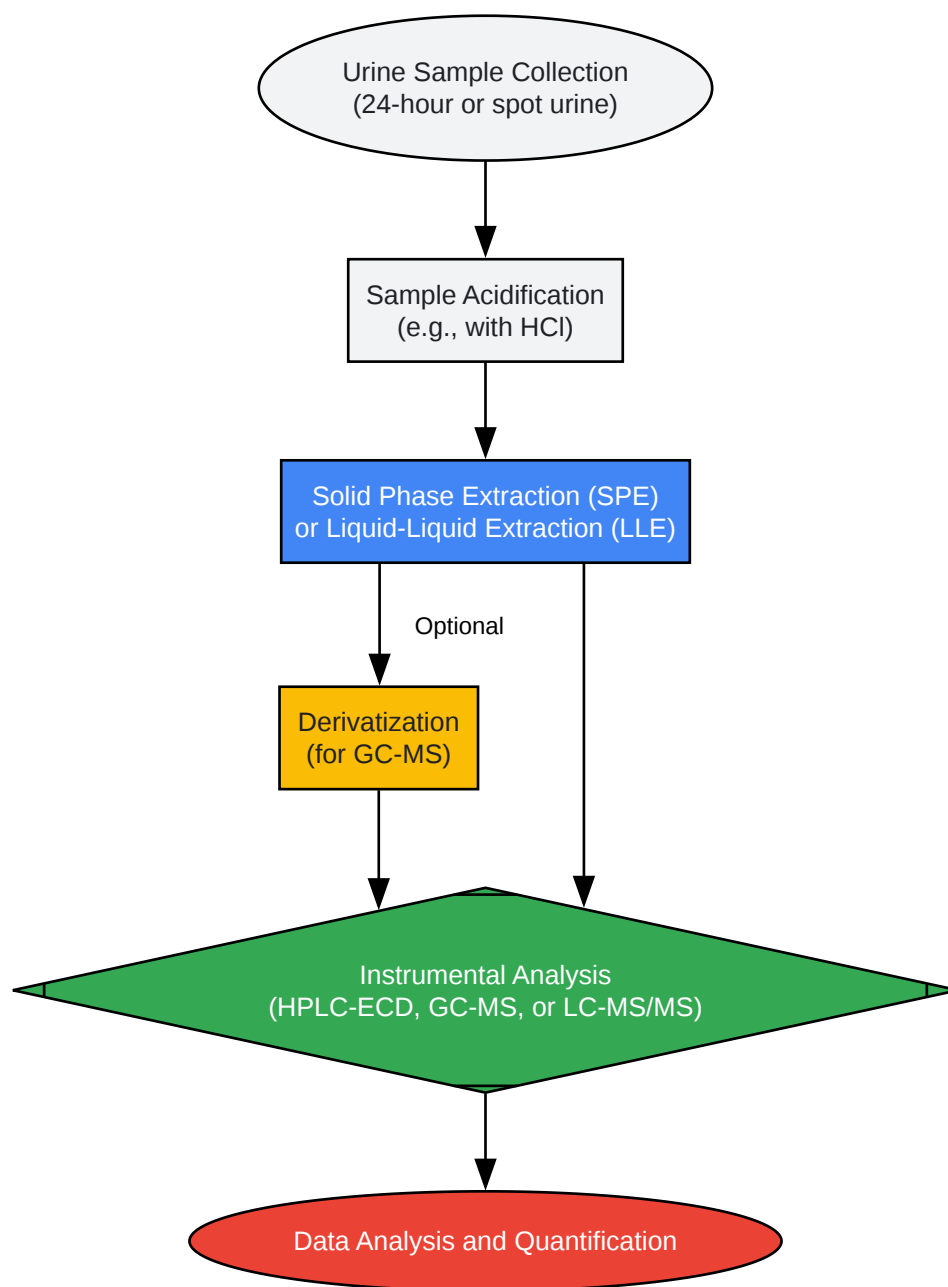 Urine Sample Collection
(24-hour or spot urine)
Sample Acidification
(e.g., with HCl)
Solid Phase Extraction (SPE)
or Liquid-Liquid Extraction (LLE)
Optional
Derivatization
(for GC-MS)
Instrumental Analysis
(HPLC-ECD, GC-MS, or LC-MS/MS)
Data Analysis and Quantification